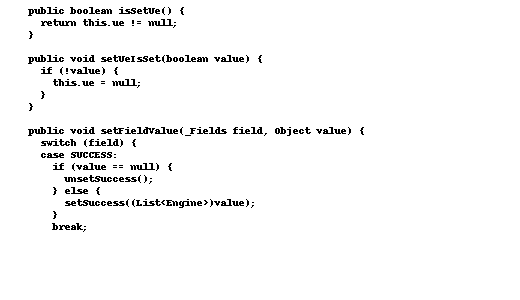 public boolean isSetUe() {
return this.ue != null;
}
public void setUeIsSet(boolean value) {
if (!value) {
this.ue = null;
}
}
public void setFieldValue(_Fields field, Object value) {
switch (field) {
case SUCCESS:
if (value == null) {
unsetSuccess();
} else {
setSuccess((List<Engine>)value);
}
break;